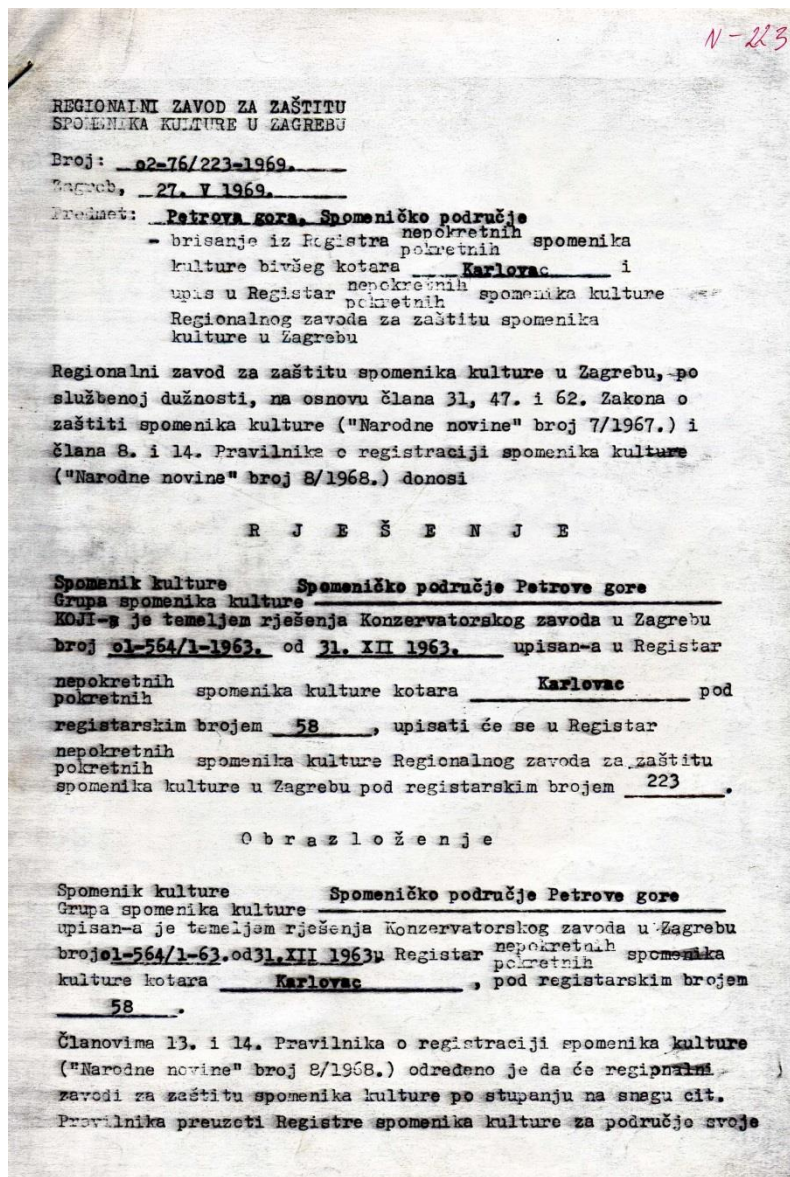 N-223
REGIONALNI ZAVOD ZA ZAŠTITU
SPOMENIKA KULTURE U ZAGREBU
Broj: o2-76/223-1969.
Zagreb, 27. V 1969.
Predmet: Petrova gora, Spomeničko područje
- brisanje iz Registra nepokretnih pokretnih spomenika
kulture bivšeg kotara Karlovac i
upis u Registar nepokretnih pokretnih spomenika kulture
Regionalnog zavoda za zaštitu spomenika
kulture u Zagrebu
Regionalni zavod za zaštitu spomenika kulture u Zagrebu, po
službenoj dužnosti, na osnovu člana 31, 47. i 62. Zakona o
zaštiti spomenika kulture ("Narodne novine" broj 7/1967.) i
člana 8. i 14. Pravilnika o registraciji spomenika kulture
("Narodne novine" broj 8/1968.) donosi
R J E Š E N J E
Spomenik kulture Spomeničko područje Petrove gore
Grupa spomenika kulture
KOJI-a je temeljem rješenja Konzervatorskog zavoda u Zagrebu
broj o1-564/1-1963. od 31. XII 1963. upisan-a u Registar
nepokretnih
pokretnih spomenika kulture kotara Karlovac pod
registarskim brojem 58, upisati će se u Registar
nepokretnih
pokretnih spomenika kulture Regionalnog zavoda za zaštitu
spomenika kulture u Zagrebu pod registarskim brojem 223.
O b r a z l o ž e n j e
Spomenik kulture Spomeničko područje Petrove gore
Grupa spomenika kulture
upisan-a je temeljem rješenja Konzervatorskog zavoda u Zagrebu
broj o1-564/1-63. od 31.XII 1963 u Registar nepokretnih pokretnih spomenika
kulture kotara Karlovac, pod registarskim brojem
58.
Članovima 13. i 14. Pravilnika o registraciji spomenika kulture
("Narodne novine" broj 8/1968.) određeno je da će regipnalni
zavodi za zaštitu spomenika kulture po stupanju na snagu cit.
Pravilnika preuzeti Registre spomenika kulture za područje svoje